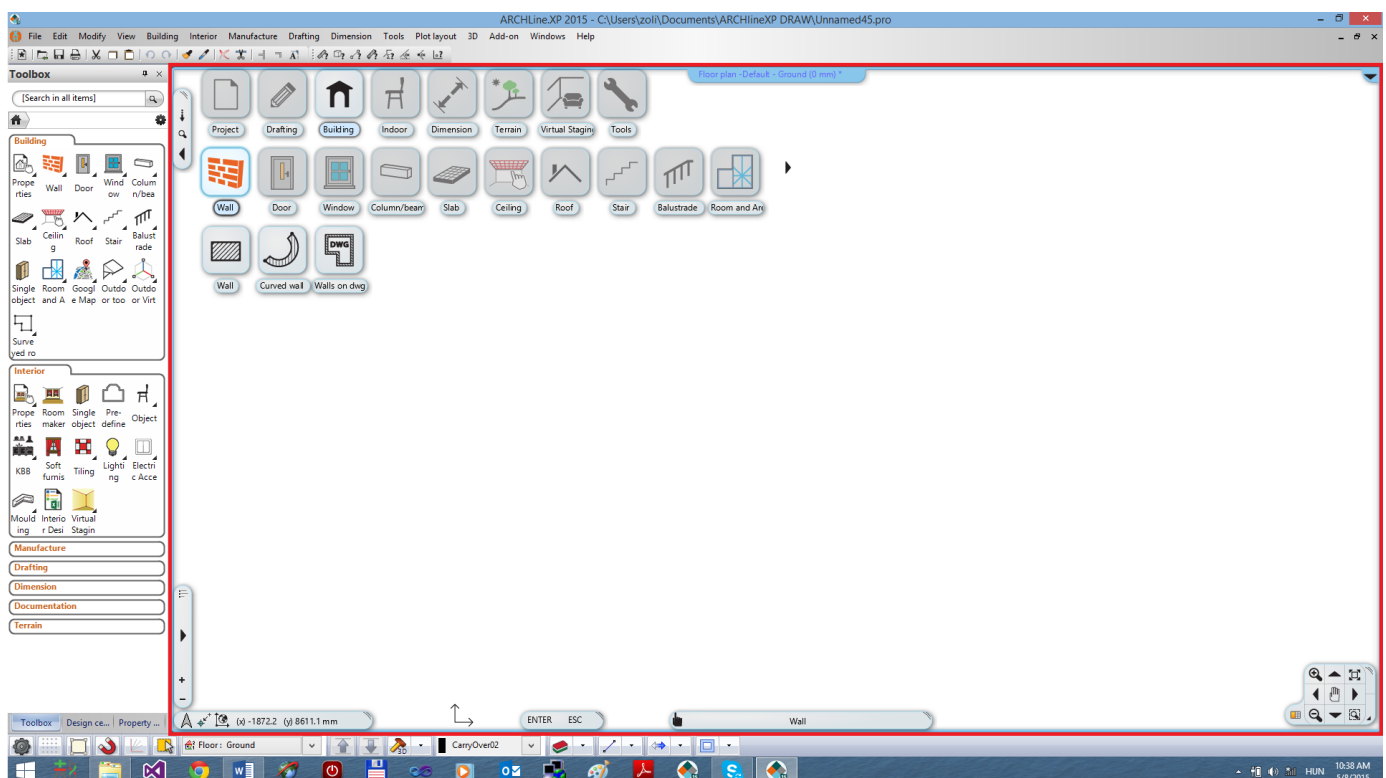 ARCHLine.XP 2015 - C:\Users\zoli\Documents\ARCHlineXP DRAW\Unnamed45.pro
File Edit Modify View Building Interior Manufacture Drafting Dimension Tools Plot layout 3D Add-on Windows Help
Toolbox
[Search in all items]
Building
Prope rties
Wall
Door
Wind ow
Colum n/bea
Slab
Ceilin g
Roof
Stair
Balust rade
Single object
Room and A
Googl e Map
Outdo or too
Outdo or Virt
Surve yed ro
Interior
Prope rties
Room maker
Single object
Pre- define
Object
KBB
Soft furnis
Tiling
Lighti ng
Electri c Acce
Mould ing
Interio r Desi
Virtual Stagin
Manufacture
Drafting
Dimension
Documentation
Terrain
Toolbox Design ce... Property ...
Floor plan -Default - Ground (0 mm) *
Project Drafting Building Indoor Dimension Terrain Virtual Staging Tools
Wall Door Window Column/beam Slab Ceiling Roof Stair Balustrade Room and Are
DWG
Wall Curved wall Walls on dwg
(x) -1872.2 (y) 8611.1 mm
ENTER ESC
Wall
Floor : Ground
3D
CarryOver02
HUN
10:38 AM
5/8/2015